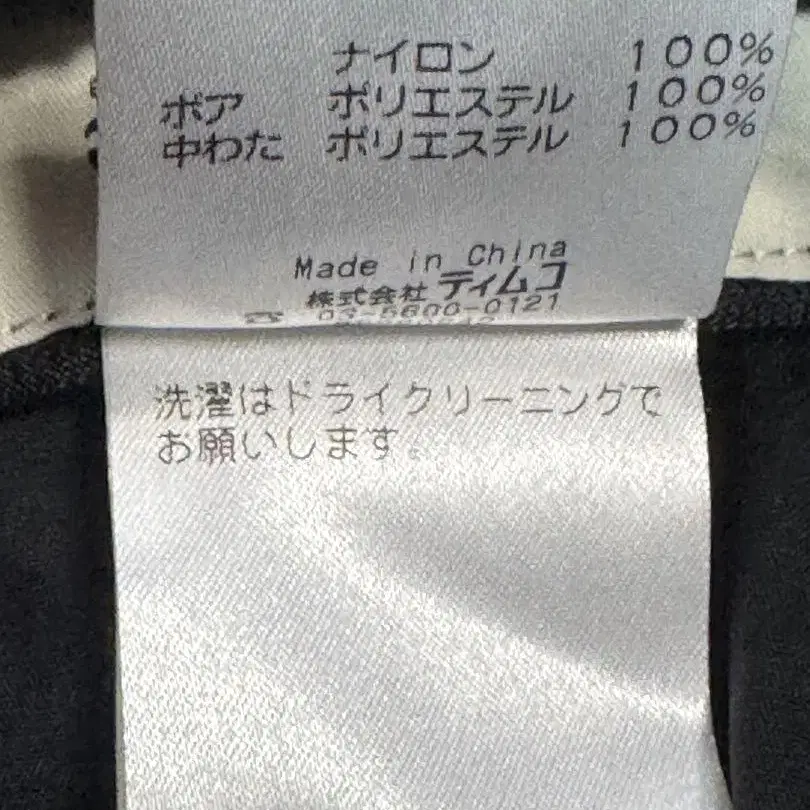 ナイロン 100%
ボア ポリエステル 100%
中わた ポリエステル 100%
Made in China
株式会社 ティムコ
☎ 03-5600-0121
洗濯はドライクリーニングで
お願いします。